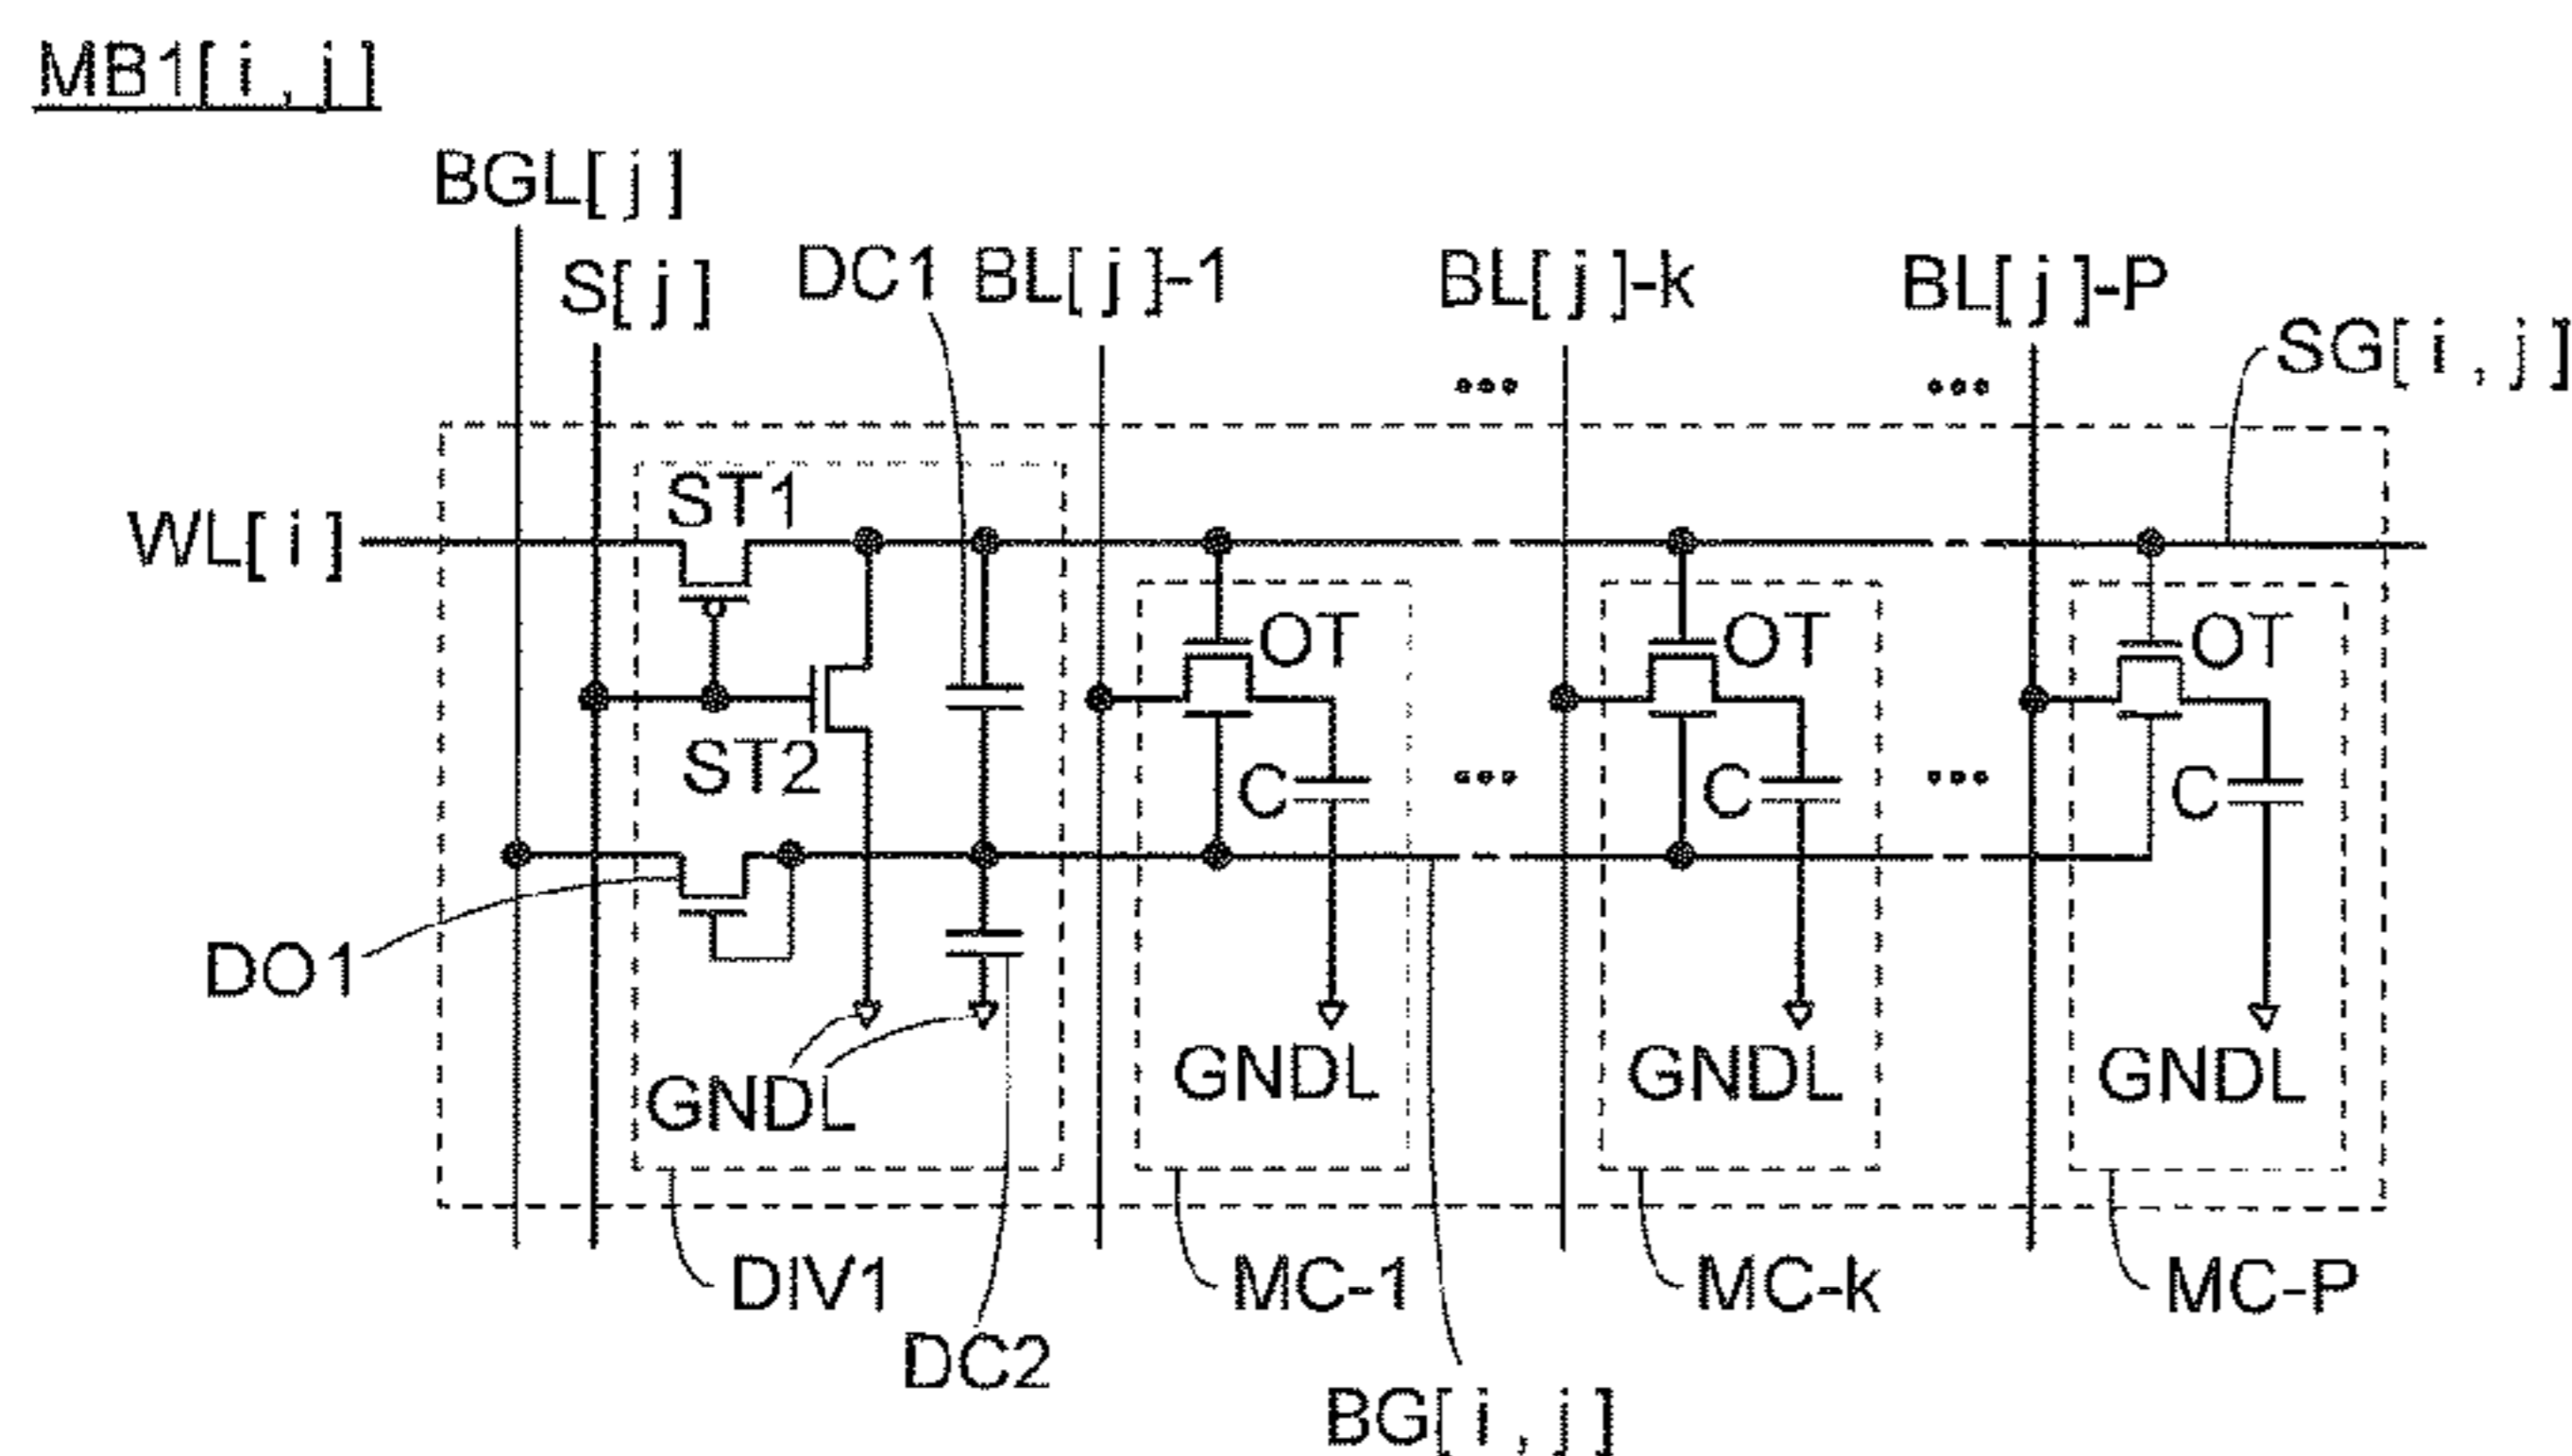 MB1[ i , j ]
BGL[ j ]
S[ j ]
DC1
BL[ j ]-1
BL[ j ]-k
BL[ j ]-P
SG[ i , j ]
•••
•••
WL[ i ]
ST1
OT
OT
OT
ST2
C
•••
C
•••
C
DO1
GNDL
GNDL
GNDL
GNDL
DIV1
MC-1
MC-k
MC-P
DC2
BG[ i , j ]